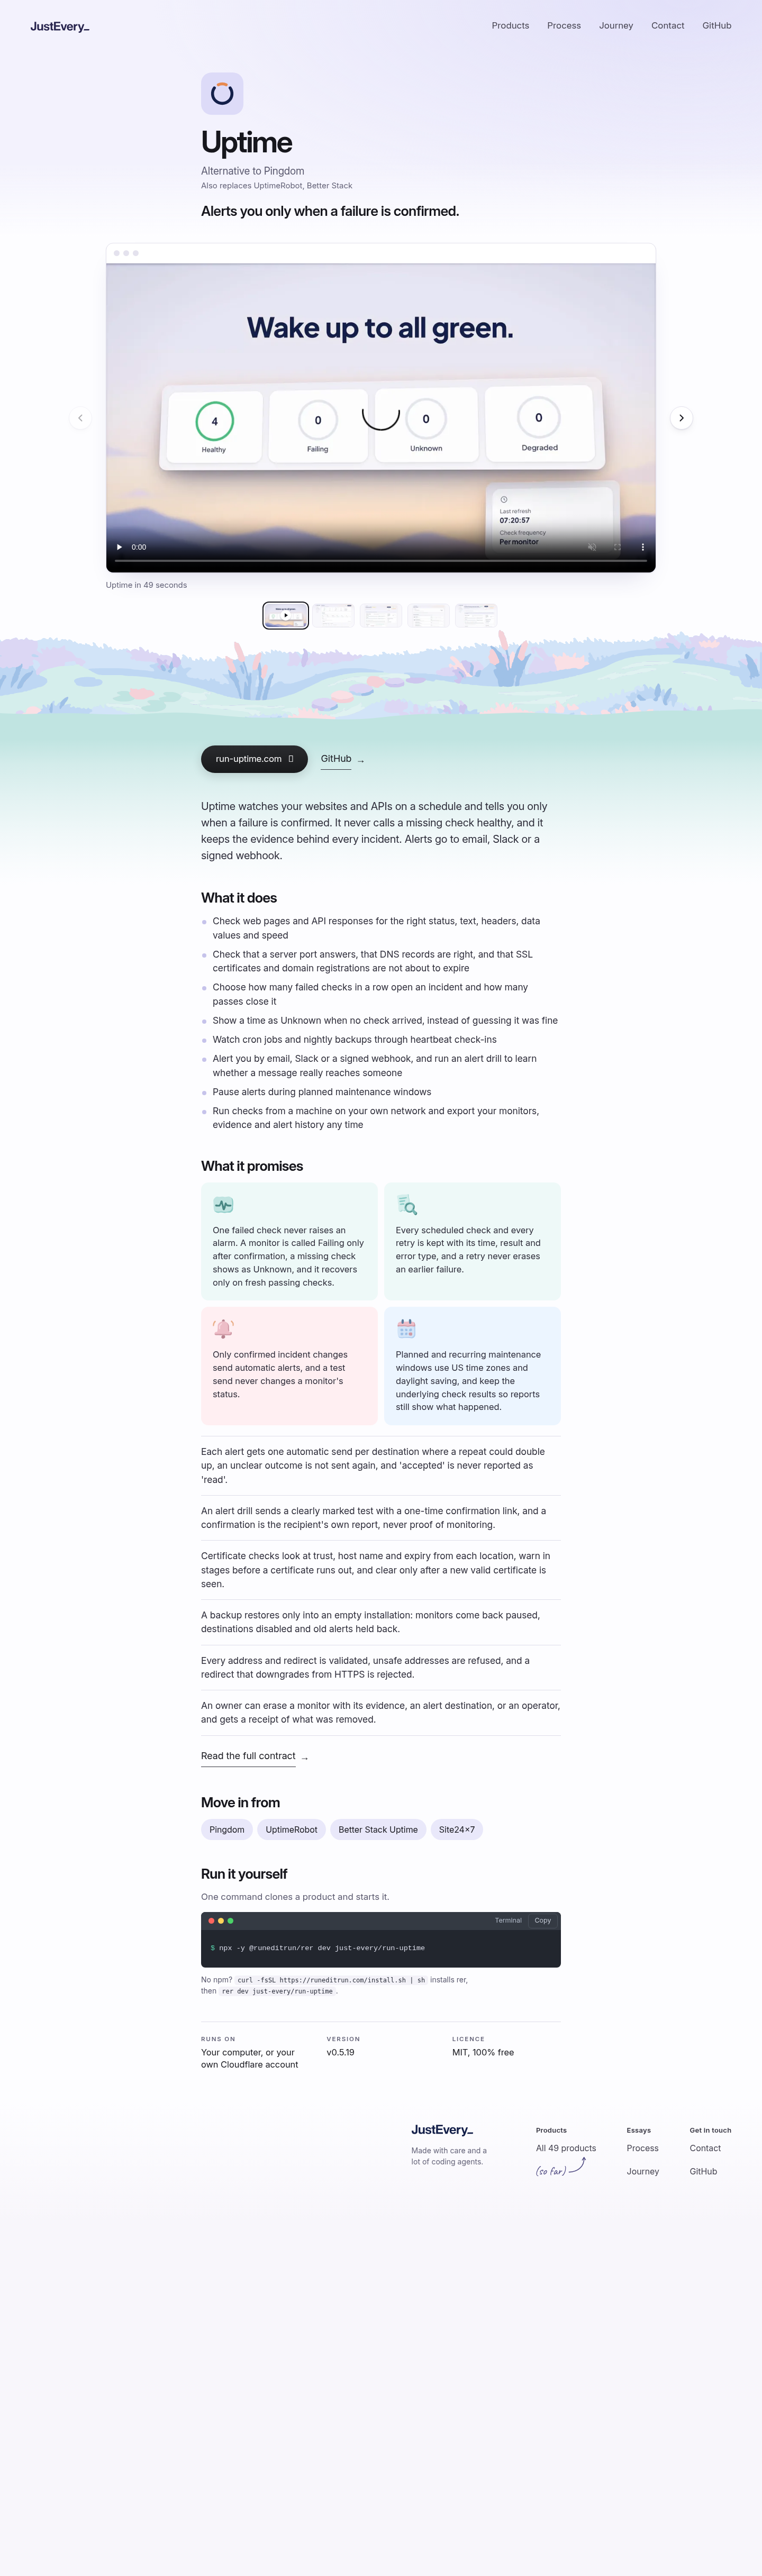 JustEvery_
Products Process Journey Contact GitHub
Uptime
Alternative to Pingdom
Also replaces UptimeRobot, Better Stack
Alerts you only when a failure is confirmed.
Wake up to all green.
4
Healthy
0
Failing
0
Unknown
0
Degraded
Last refresh
07:20:57
Check frequency
Per monitor
0:00
Uptime in 49 seconds
run-uptime.com
GitHub →
Uptime watches your websites and APIs on a schedule and tells you only
when a failure is confirmed. It never calls a missing check healthy, and it
keeps the evidence behind every incident. Alerts go to email, Slack or a
signed webhook.
What it does
Check web pages and API responses for the right status, text, headers, data
values and speed
Check that a server port answers, that DNS records are right, and that SSL
certificates and domain registrations are not about to expire
Choose how many failed checks in a row open an incident and how many
passes close it
Show a time as Unknown when no check arrived, instead of guessing it was fine
Watch cron jobs and nightly backups through heartbeat check-ins
Alert you by email, Slack or a signed webhook, and run an alert drill to learn
whether a message really reaches someone
Pause alerts during planned maintenance windows
Run checks from a machine on your own network and export your monitors,
evidence and alert history any time
What it promises
One failed check never raises an
alarm. A monitor is called Failing only
after confirmation, a missing check
shows as Unknown, and it recovers
only on fresh passing checks.
Every scheduled check and every
retry is kept with its time, result and
error type, and a retry never erases
an earlier failure.
Only confirmed incident changes
send automatic alerts, and a test
send never changes a monitor's
status.
Planned and recurring maintenance
windows use US time zones and
daylight saving, and keep the
underlying check results so reports
still show what happened.
Each alert gets one automatic send per destination where a repeat could double
up, an unclear outcome is not sent again, and 'accepted' is never reported as
'read'.
An alert drill sends a clearly marked test with a one-time confirmation link, and a
confirmation is the recipient's own report, never proof of monitoring.
Certificate checks look at trust, host name and expiry from each location, warn in
stages before a certificate runs out, and clear only after a new valid certificate is
seen.
A backup restores only into an empty installation: monitors come back paused,
destinations disabled and old alerts held back.
Every address and redirect is validated, unsafe addresses are refused, and a
redirect that downgrades from HTTPS is rejected.
An owner can erase a monitor with its evidence, an alert destination, or an operator,
and gets a receipt of what was removed.
Read the full contract →
Move in from
Pingdom UptimeRobot Better Stack Uptime Site24x7
Run it yourself
One command clones a product and starts it.
Terminal Copy
$ npx -y @runeditrun/rer dev just-every/run-uptime
No npm? curl -fsSL https://runeditrun.com/install.sh | sh installs rer,
then rer dev just-every/run-uptime .
RUNS ON
Your computer, or your
own Cloudflare account
VERSION
v0.5.19
LICENCE
MIT, 100% free
JustEvery_
Made with care and a
lot of coding agents.
Products
All 49 products
(so far)
Essays
Process
Journey
Get in touch
Contact
GitHub